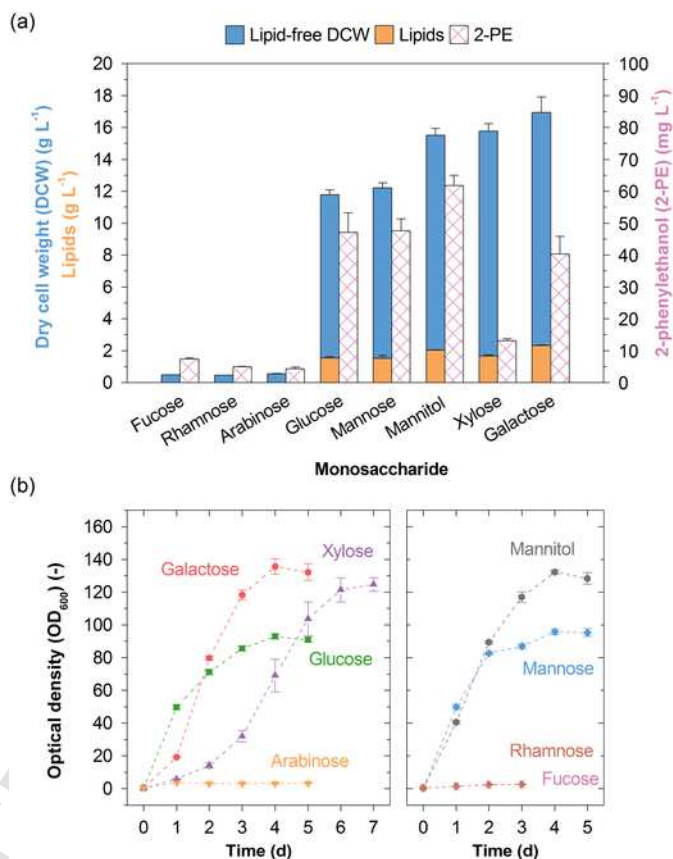 (a)
Lipid-free DCW Lipids 2-PE
Dry cell weight (DCW) (g L⁻¹)
Lipids (g L⁻¹)
20
18
16
14
12
10
8
6
4
2
0
100
90
80
70
60
50
40
30
20
10
0
2-phenylethanol (2-PE) (mg L⁻¹)
Fucose
Rhamnose
Arabinose
Glucose
Mannose
Mannitol
Xylose
Galactose
Monosaccharide
(b)
Optical density (OD₆₀₀) (-)
160
140
120
100
80
60
40
20
0
Galactose
Xylose
Glucose
Arabinose
0 1 2 3 4 5 6 7
Time (d)
Mannitol
Mannose
Rhamnose
Fucose
0 1 2 3 4 5
Time (d)